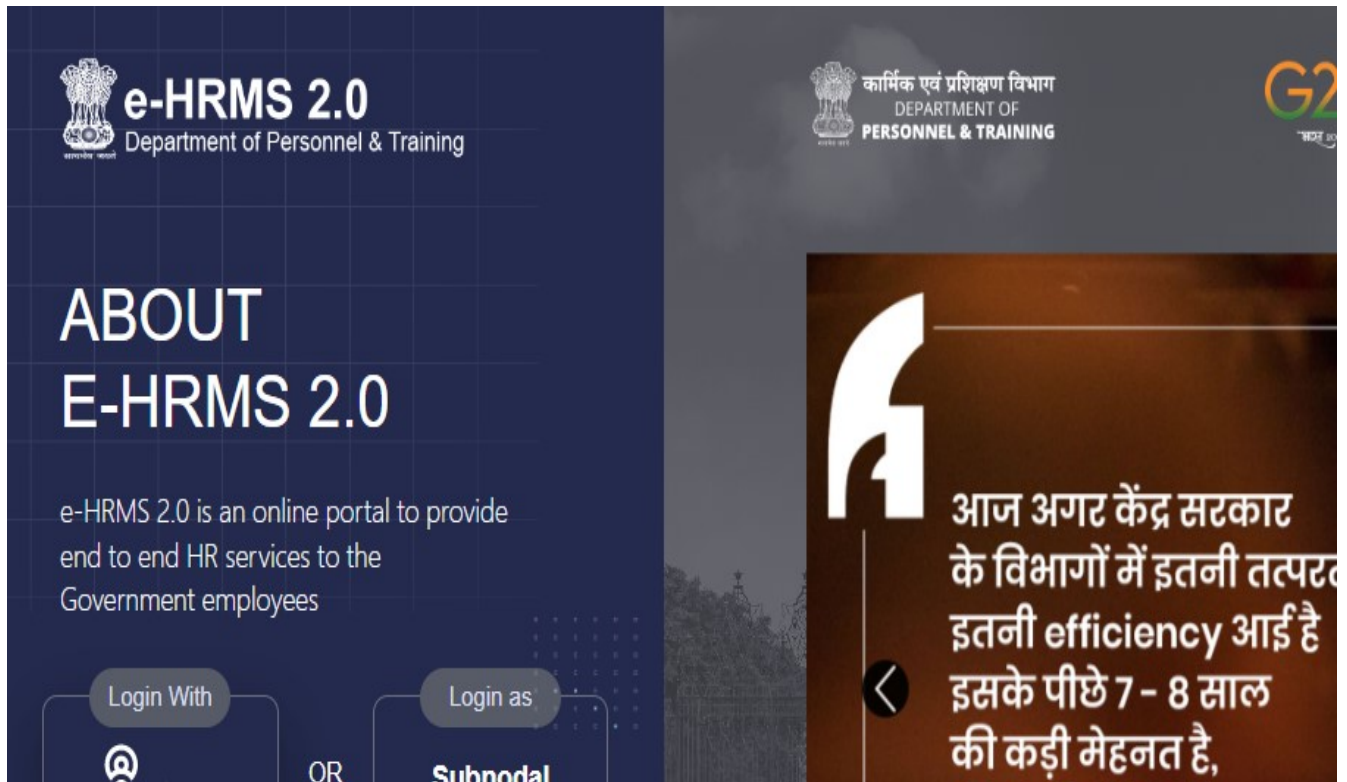 e-HRMS 2.0
Department of Personnel & Training
ABOUT
E-HRMS 2.0
e-HRMS 2.0 is an online portal to provide
end to end HR services to the
Government employees
Login With
OR
Login as
Subnodal
कार्मिक एवं प्रशिक्षण विभाग
DEPARTMENT OF
PERSONNEL & TRAINING
G2
आज अगर केंद्र सरकार
के विभागों में इतनी
इतनी efficiency आई है
इसके पीछे 7 - 8 साल
की कड़ी मेहनत है,